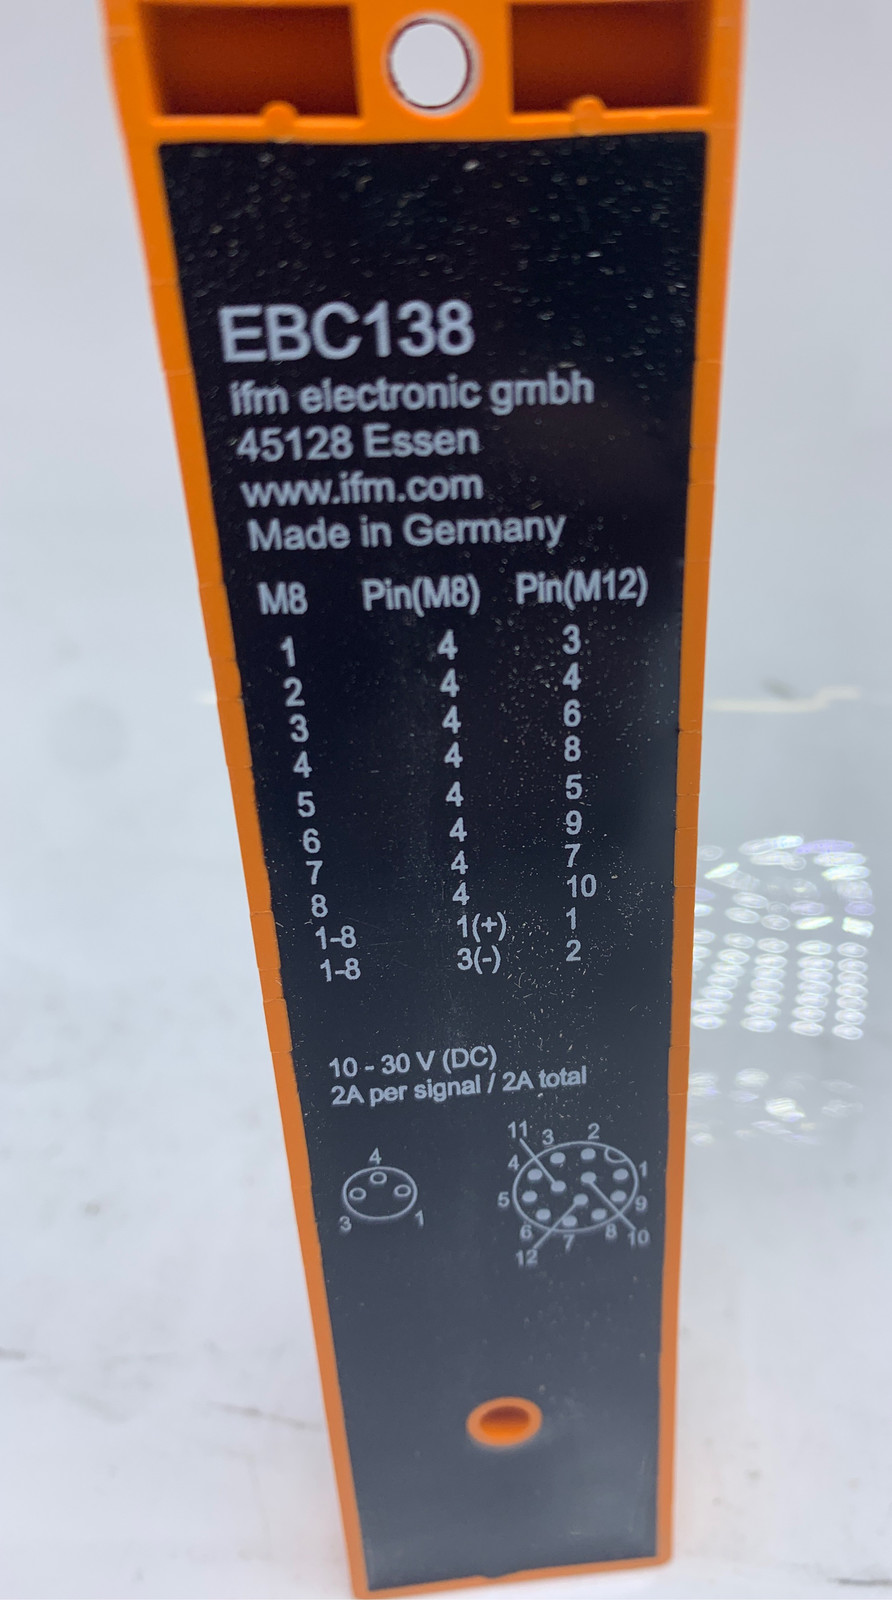 EBC138
ifm electronic gmbh
45128 Essen
www.ifm.com
Made in Germany
M8 Pin(M8) Pin(M12)
1 4 3
2 4 4
3 4 6
4 4 8
5 4 5
6 4 9
7 4 7
8 4 10
1-8 1(+) 1
1-8 3(-) 2
10 - 30 V (DC)
2A per signal / 2A total
4
3 1
11 3 2
4 1
5 9
6 7 8 10
12